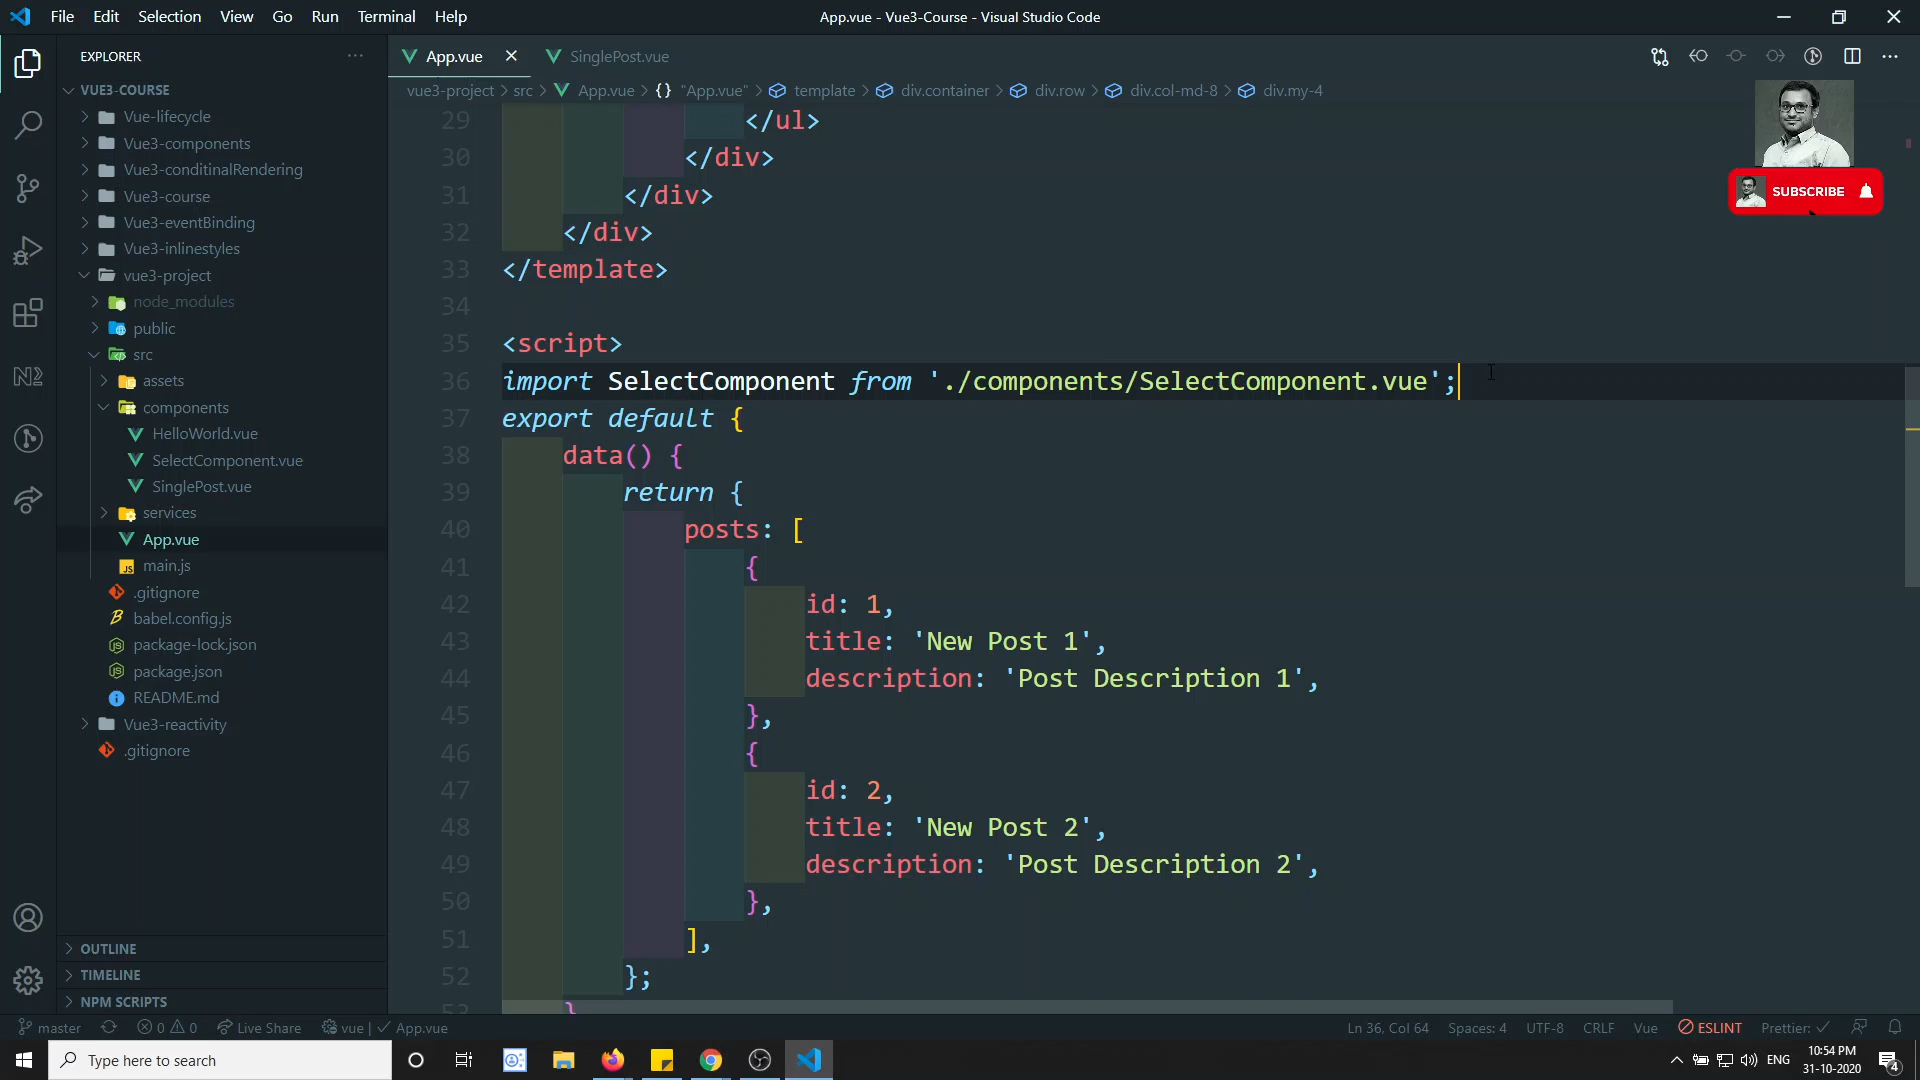 File Edit Selection View Go Run Terminal Help
App.vue - Vue3-Course - Visual Studio Code
EXPLORER
App.vue
SinglePost.vue
VUE3-COURSE
vue3-project > src > App.vue > {} "App.vue" > template > div.container > div.row > div.col-md-8 > div.my-4
Vue-lifecycle
Vue3-components
Vue3-conditinalRendering
Vue3-course
Vue3-eventBinding
Vue3-inlinestyles
vue3-project
node_modules
public
src
assets
components
HelloWorld.vue
SelectComponent.vue
SinglePost.vue
services
App.vue
main.js
.gitignore
babel.config.js
package-lock.json
package.json
README.md
Vue3-reactivity
.gitignore
OUTLINE
TIMELINE
NPM SCRIPTS
29 </ul>
30 </div>
31 </div>
32 </div>
33 </template>
34
35 <script>
36 import SelectComponent from './components/SelectComponent.vue';
37 export default {
38 data() {
39 return {
40 posts: [
41 {
42 id: 1,
43 title: 'New Post 1',
44 description: 'Post Description 1',
45 },
46 {
47 id: 2,
48 title: 'New Post 2',
49 description: 'Post Description 2',
50 },
51 ],
52 };
53 }
SUBSCRIBE
master 0 0 Live Share vue | App.vue
Ln 36, Col 64 Spaces: 4 UTF-8 CRLF Vue ESLINT Prettier:
Type here to search
ENG
10:54 PM
31-10-2020
4